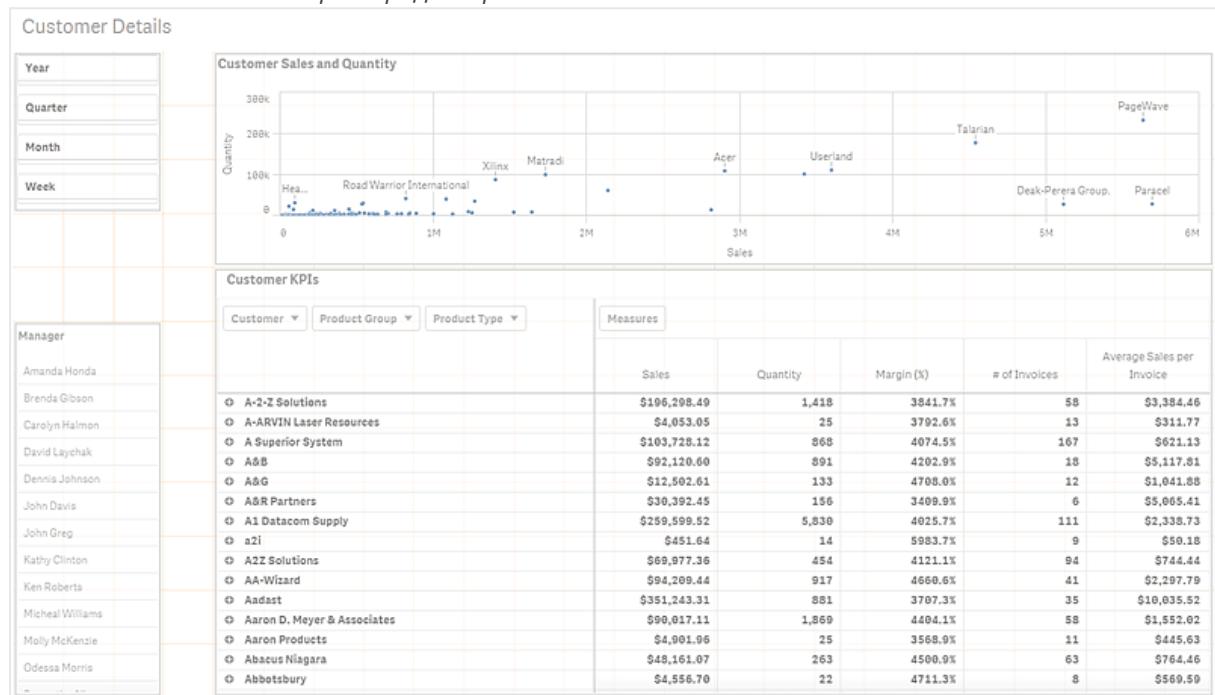 Customer Details
Year
Quarter
Month
Week
Customer Sales and Quantity
300k
200k
100k
0
Quantity
PageWave
Talarian
Acer
Userland
Xilinx
Matradi
Hea...
Road Warrior International
Deak-Perera Group.
Paracel
0 1M 2M 3M 4M 5M 6M
Sales
Manager
Amanda Honda
Brenda Gibson
Carolyn Halmon
David Laychak
Dennis Johnson
John Davis
John Greg
Kathy Clinton
Ken Roberts
Micheal Williams
Molly McKenzie
Odessa Morris
Customer KPIs
Customer Product Group Product Type Measures
Sales Quantity Margin (%) # of Invoices Average Sales per Invoice
A-2-Z Solutions $196,298.49 1,418 3841.7% 58 $3,384.46
A-ARVIN Laser Resources $4,053.05 25 3792.6% 13 $311.77
A Superior System $103,728.12 868 4074.5% 167 $621.13
A&B $92,120.60 891 4202.9% 18 $5,117.81
A&G $12,502.61 133 4708.0% 12 $1,041.88
A&R Partners $30,392.45 156 3409.9% 6 $5,065.41
A1 Datacom Supply $259,599.52 5,830 4025.7% 111 $2,338.73
a2i $451.64 14 5983.7% 9 $50.18
A2Z Solutions $69,977.36 454 4121.1% 94 $744.44
AA-Wizard $94,209.44 917 4660.6% 41 $2,297.79
Aadast $351,243.31 881 3707.3% 35 $10,035.52
Aaron D. Meyer & Associates $90,017.11 1,869 4404.1% 58 $1,552.02
Aaron Products $4,901.96 25 3568.9% 11 $445.63
Abacus Niagara $48,161.07 263 4500.9% 63 $764.46
Abbotsbury $4,556.70 22 4711.3% 8 $569.59